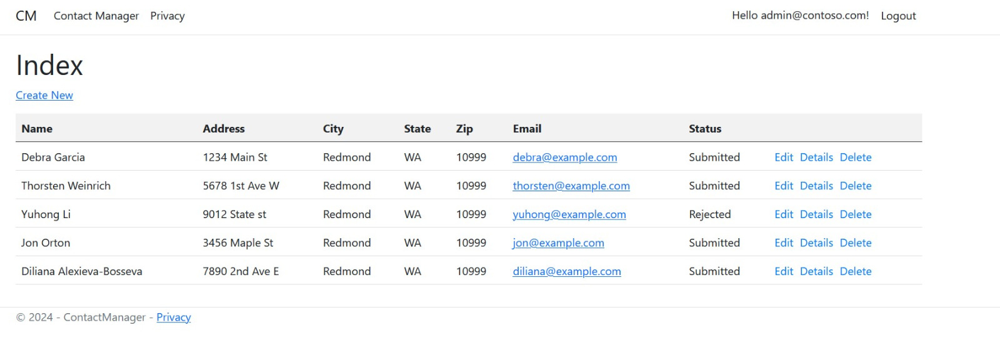 CM Contact Manager Privacy Hello admin@contoso.com! Logout
Index
Create New
Name Address City State Zip Email Status
Debra Garcia 1234 Main St Redmond WA 10999 debra@example.com Submitted Edit Details Delete
Thorsten Weinrich 5678 1st Ave W Redmond WA 10999 thorsten@example.com Submitted Edit Details Delete
Yuhong Li 9012 State st Redmond WA 10999 yuhong@example.com Rejected Edit Details Delete
Jon Orton 3456 Maple St Redmond WA 10999 jon@example.com Submitted Edit Details Delete
Diliana Alexieva-Bosseva 7890 2nd Ave E Redmond WA 10999 diliana@example.com Submitted Edit Details Delete
© 2024 - ContactManager - Privacy